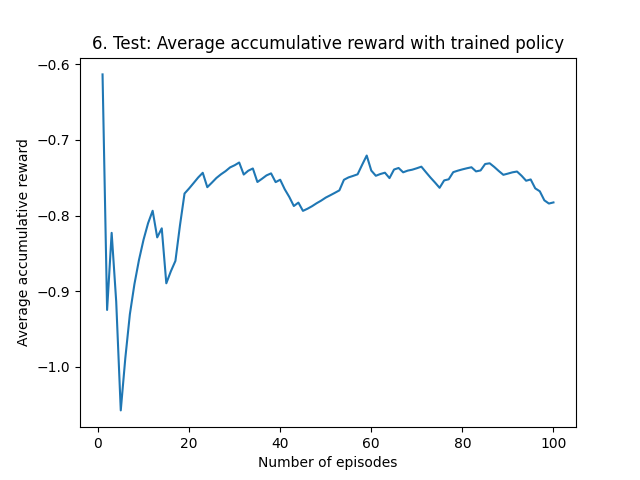 6. Test: Average accumulative reward with trained policy
−0.6
−0.7
−0.8
−0.9
−1.0
Average accumulative reward
0 20 40 60 80 100
Number of episodes